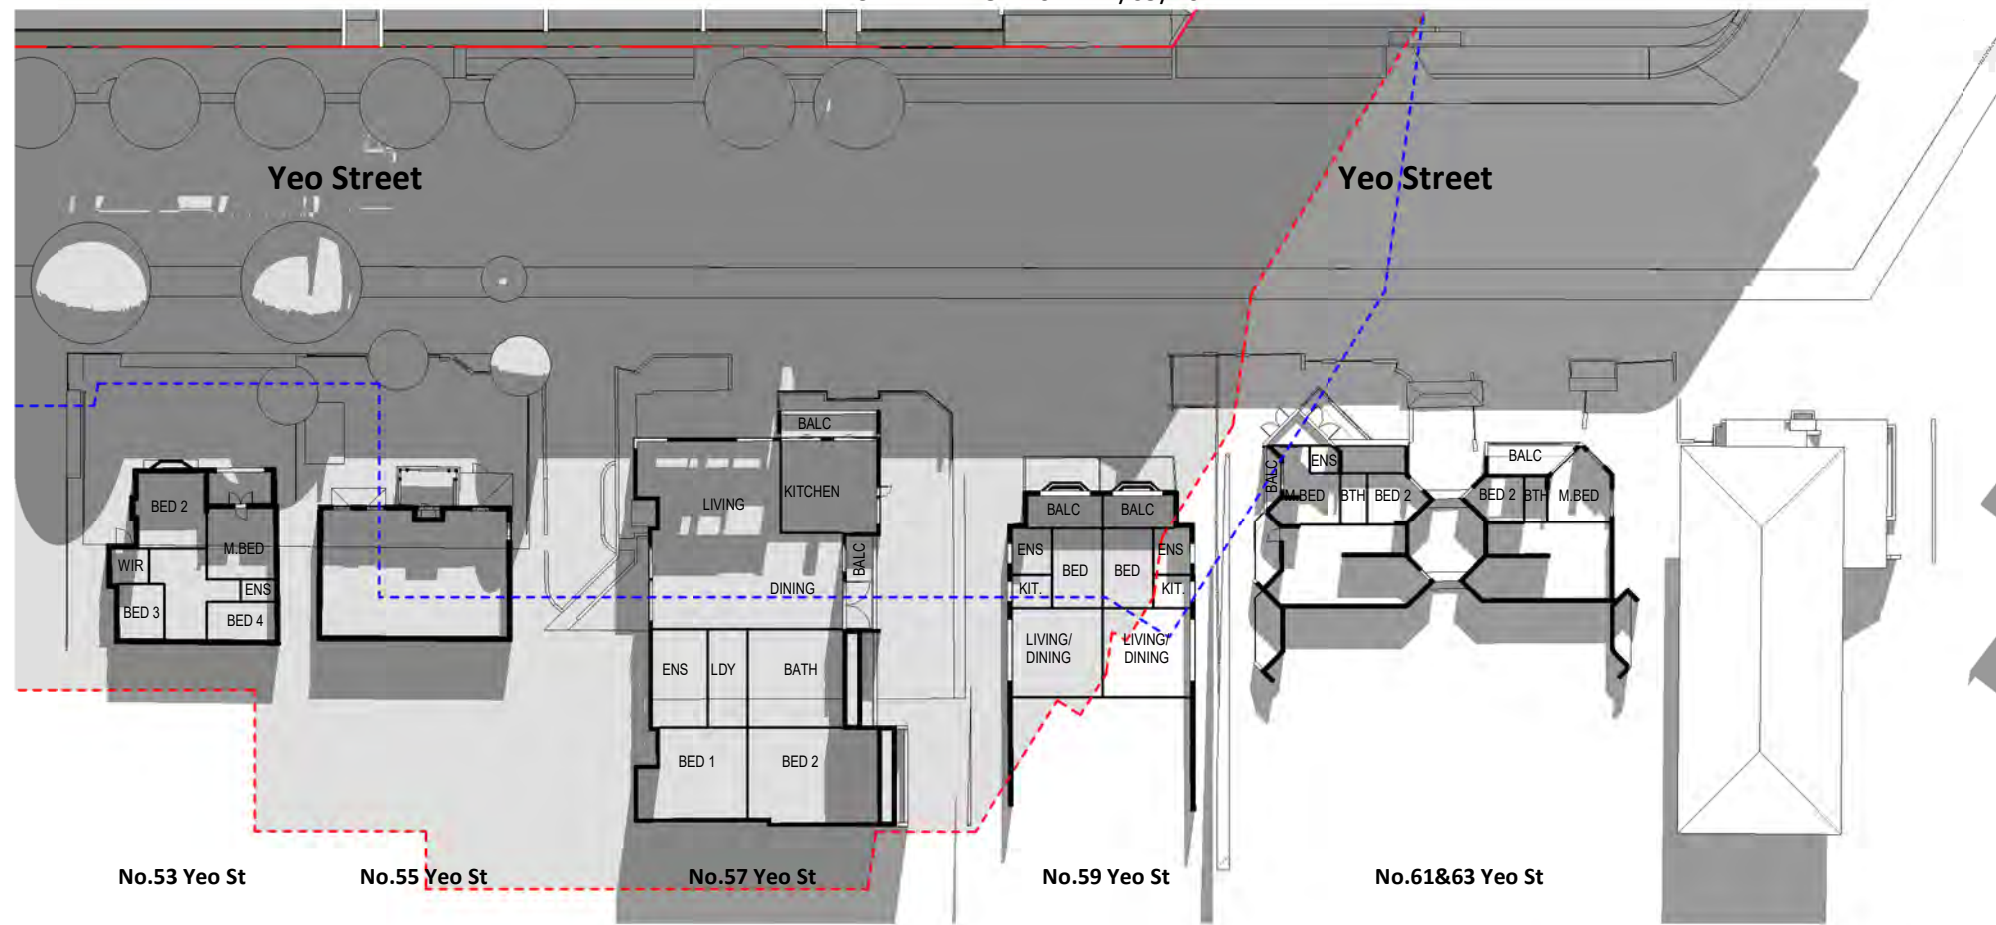 Yeo Street
Yeo Street
BALC
KITCHEN
LIVING
DINING
BALC
ENS
LDY
BATH
BED 1
BED 2
BED 2
M.BED
WIR
ENS
BED 3
BED 4
BALC
BALC
ENS
BED
BED
ENS
KIT.
KIT.
LIVING/
DINING
LIVING/
DINING
BALC
ENS
M.BED
BTH
BED 2
BALC
BED 2
BTH
M.BED
No.53 Yeo St
No.55 Yeo St
No.57 Yeo St
No.59 Yeo St
No.61&63 Yeo St